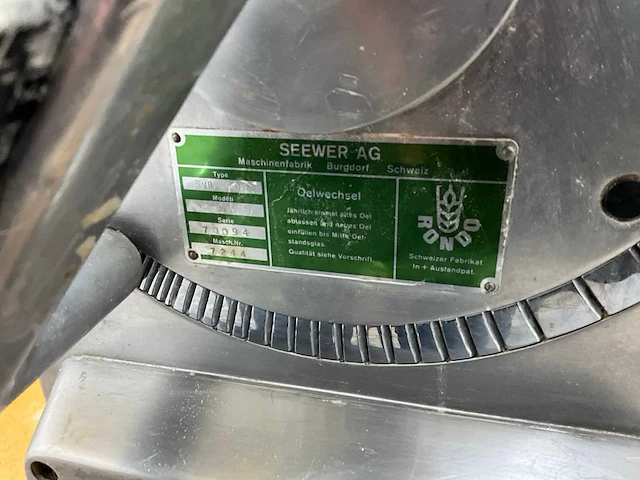 SEEWER AG
Maschinenfabrik Burgdorf Schweiz
Type
Modell
Serie
70094
Masch.Nr.
7214
Oelwechsel
Jährlich einmal altes Oel
ablassen und neues Oel
einfüllen bis Mitte Oel-
standsglas.
Qualität siehe Vorschrift.
RONDO
Schweizer Fabrikat
In + Auslandpat.